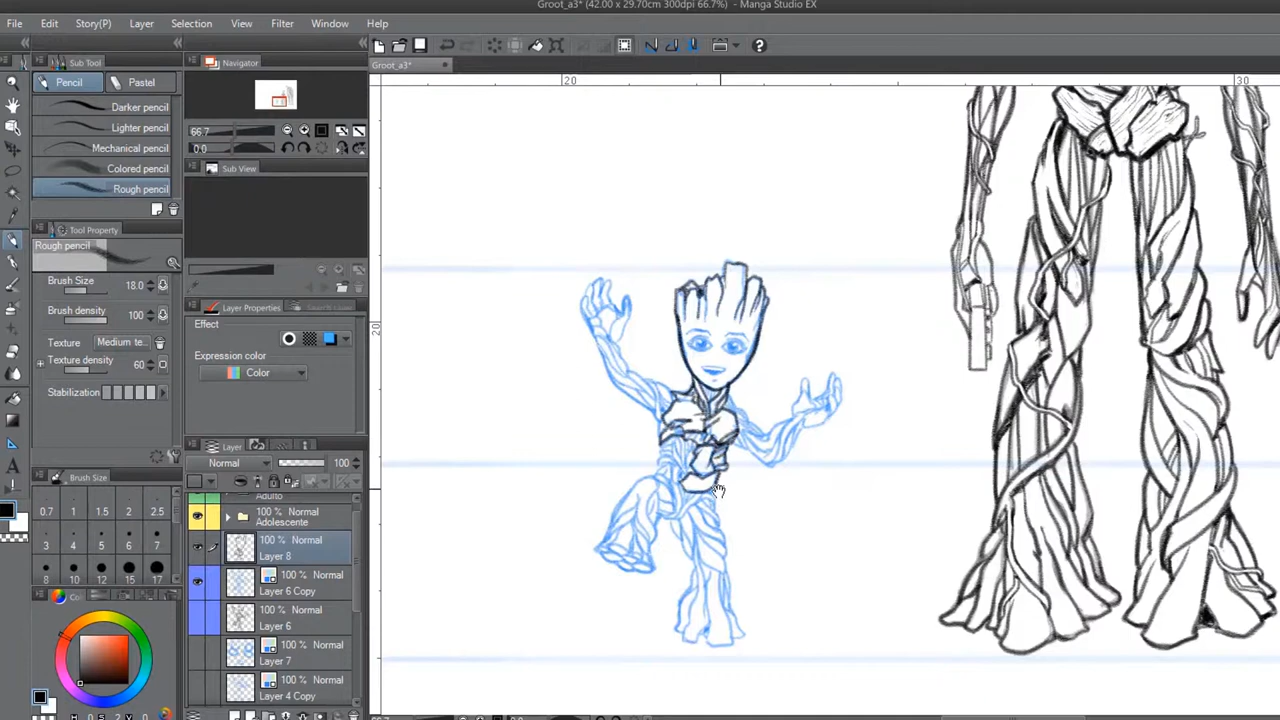 Groot_a3* (42.00 x 29.70cm 300dpi 66.7%) - Manga Studio EX
File Edit Story(P) Layer Selection View Filter Window Help
Sub Tool
Navigator
Groot_a3*
20 30
Pencil Pastel
Darker pencil
Lighter pencil
Mechanical pencil
Colored pencil
Rough pencil
66.7
0.0
Sub View
Tool Property
Rough pencil
Brush Size 18.0
Brush density 100
Texture Medium te...
Texture density 60
Stabilization
Layer Properties
Effect
Expression color
Color
20
Layer
Normal 100
Adulto
100 % Normal
Adolescente
100 % Normal
Layer 8
100 % Normal
Layer 6 Copy
100 % Normal
Layer 6
100 % Normal
Layer 7
100 % Normal
Layer 4 Copy
Brush Size
0.7 1 1.5 2 2.5
3 4 5 6 7
8 10 12 15 17
A